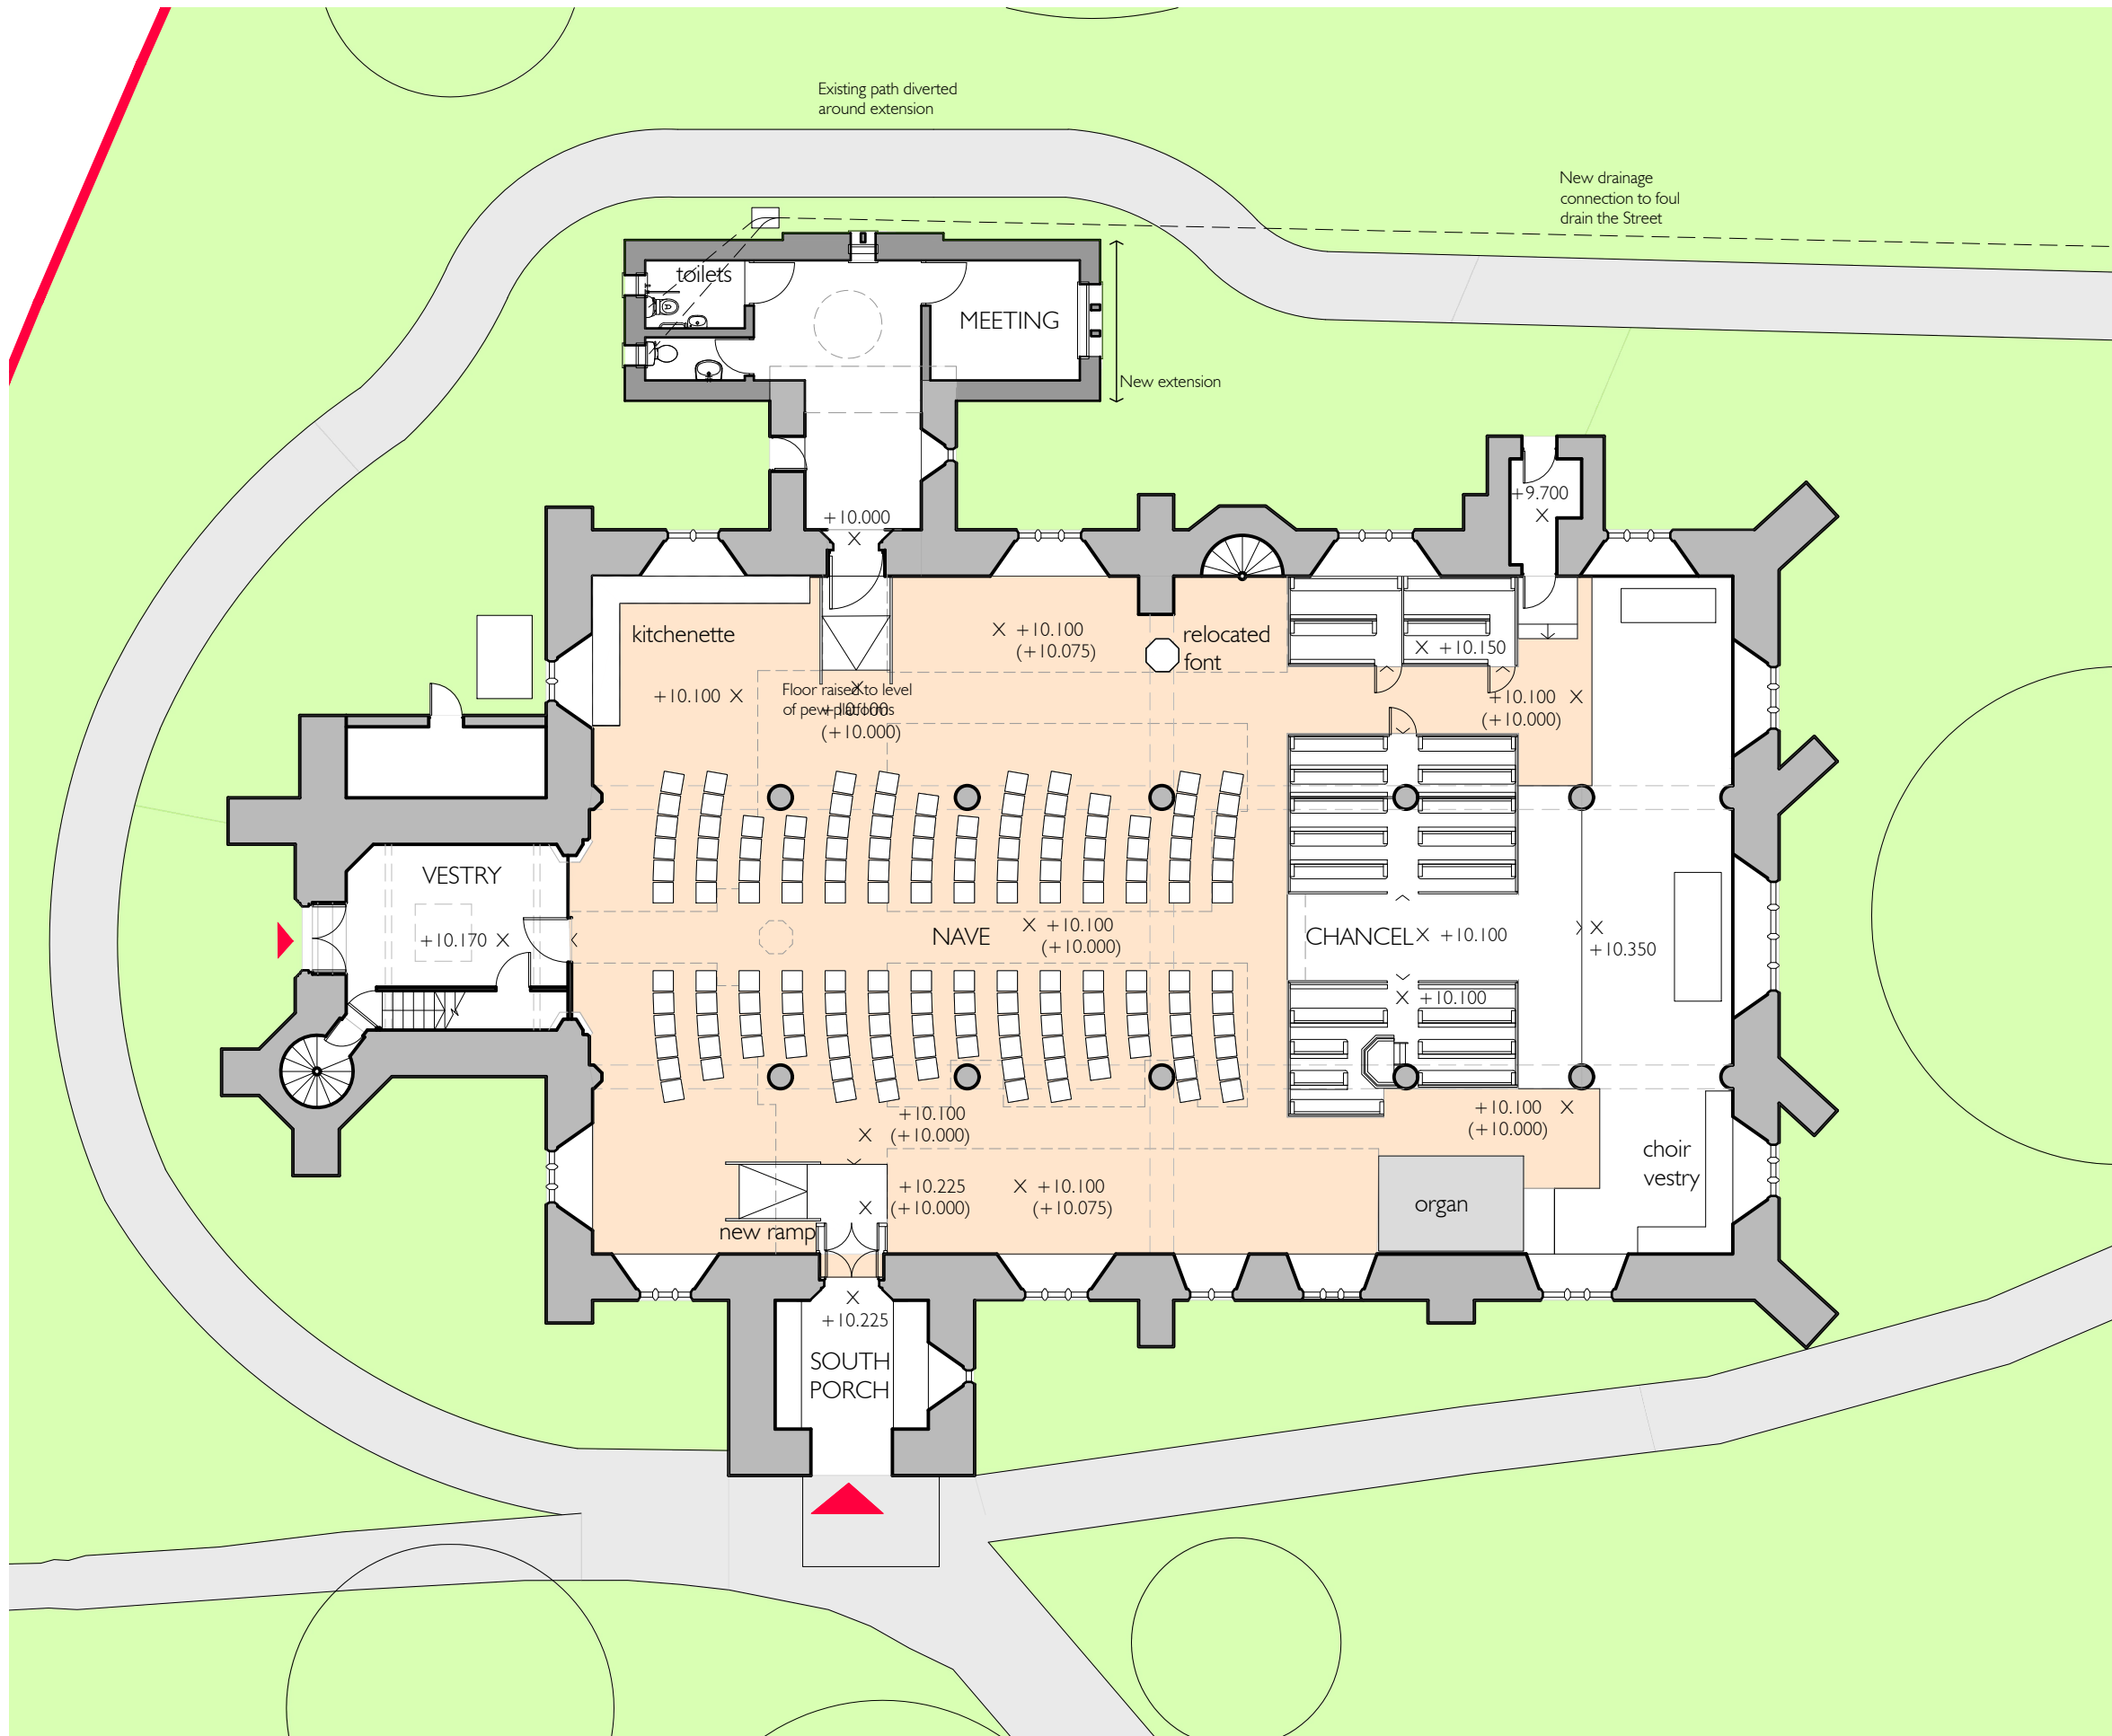 Existing path diverted
around extension
New drainage
connection to foul
drain the Street
toilets
MEETING
New extension
+9.700
+10.000
kitchenette
+10.100
(+10.075)
relocated
font
+10.150
+10.100
Floor raised to level
of pew platforms
+10.100
(+10.000)
+10.100
(+10.000)
VESTRY
+10.170
NAVE
+10.100
(+10.000)
CHANCEL
+10.100
+10.350
+10.100
+10.100
(+10.000)
+10.100
(+10.000)
choir
vestry
+10.225
(+10.000)
+10.100
(+10.075)
organ
new ramp
+10.225
SOUTH
PORCH